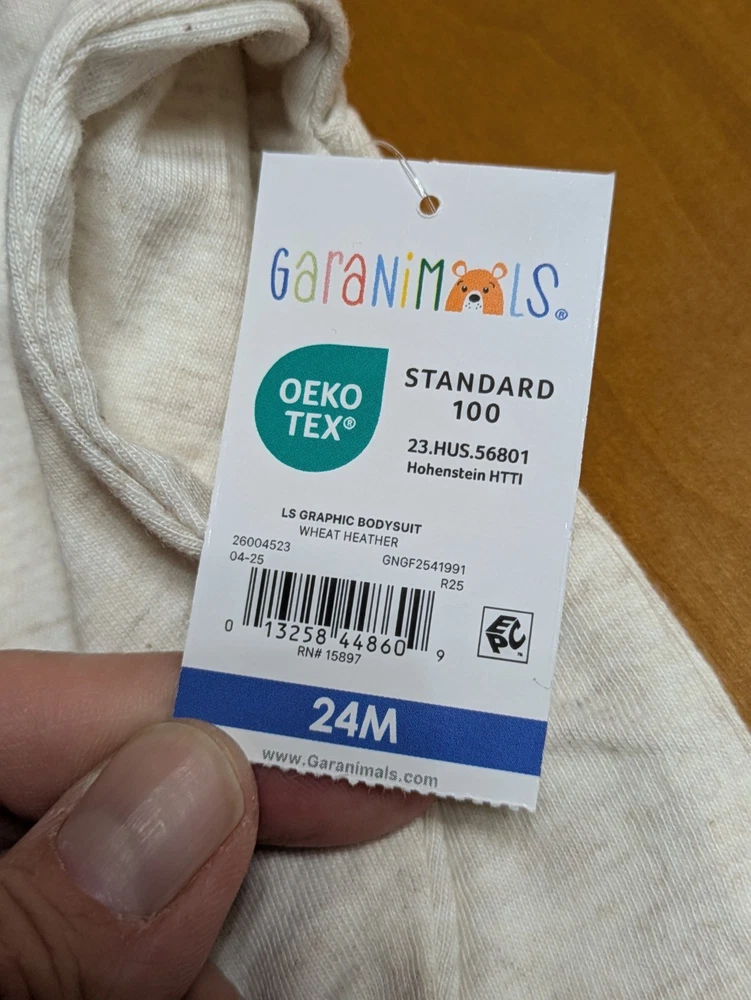 GaraNiMALS®
OEKO
TEX®
STANDARD
100
23.HUS.56801
Hohenstein HTTI
LS GRAPHIC BODYSUIT
WHEAT HEATHER
26004523
04-25
GNGF2541991
R25
0 13258 44860 9
RN# 15897
EPC™
24M
www.Garanimals.com